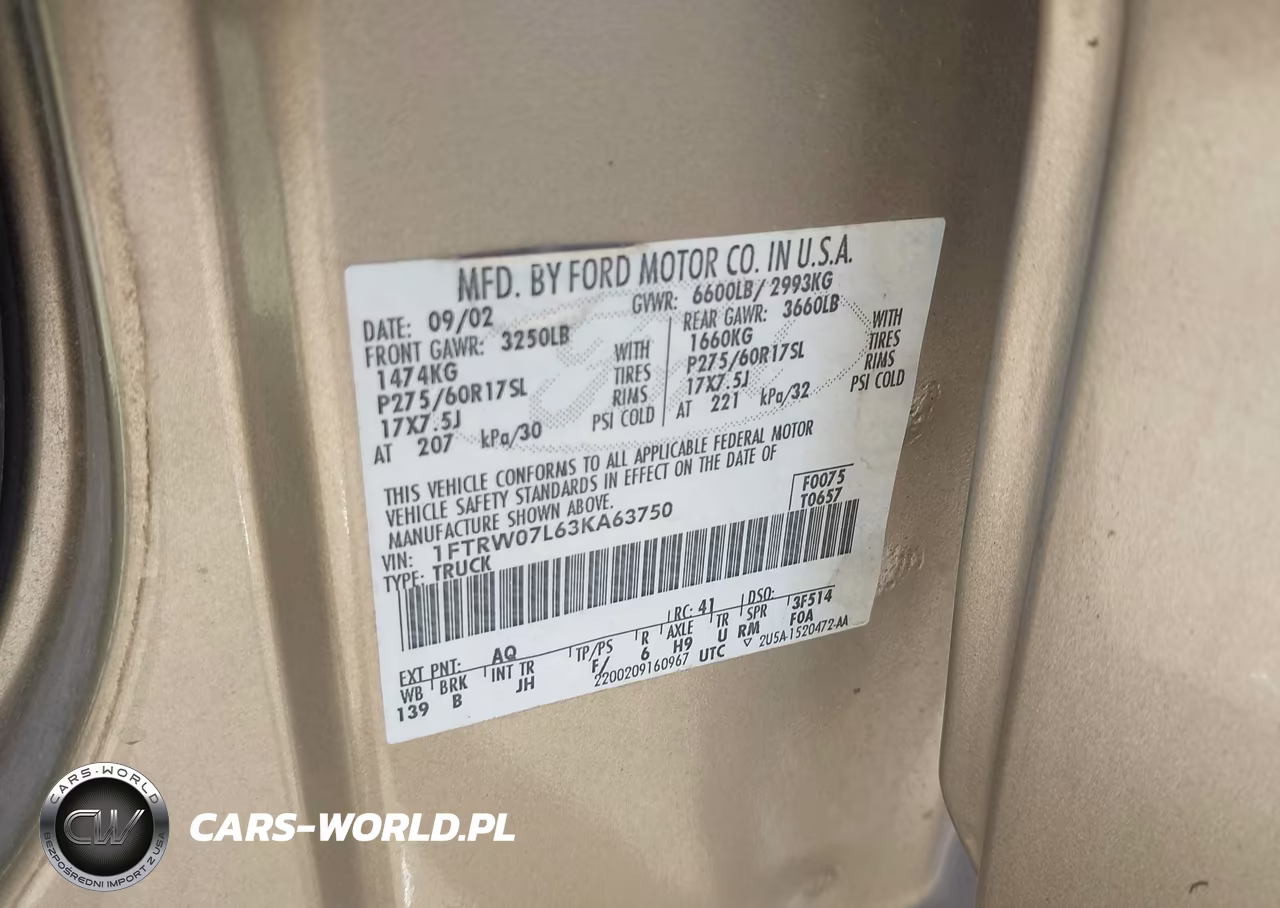 MFD. BY FORD MOTOR CO. IN U.S.A.
DATE: 09/02 GVWR: 6600LB/ 2993KG
FRONT GAWR: 3250LB REAR GAWR: 3660LB
1474KG WITH 1660KG WITH
P275/60R17SL TIRES P275/60R17SL TIRES
17X7.5J RIMS 17X7.5J RIMS
AT 207 kPa/30 PSI COLD AT 221 kPa/32 PSI COLD
THIS VEHICLE CONFORMS TO ALL APPLICABLE FEDERAL MOTOR
VEHICLE SAFETY STANDARDS IN EFFECT ON THE DATE OF
MANUFACTURE SHOWN ABOVE.
F0075
T0657
VIN: 1FTRW07L63KA63750
TYPE: TRUCK
EXT PNT: AQ RC: 41 DSO: 3F514
WB BRK INT TR TP/PS R AXLE TR SPR F0A
139 B JH F/ 6 H9 U RM
2200209160967 UTC ▽ 2U5A-1520472-AA
CARS-WORLD
CW
BEZPOŚREDNI IMPORT Z USA
CARS-WORLD.PL